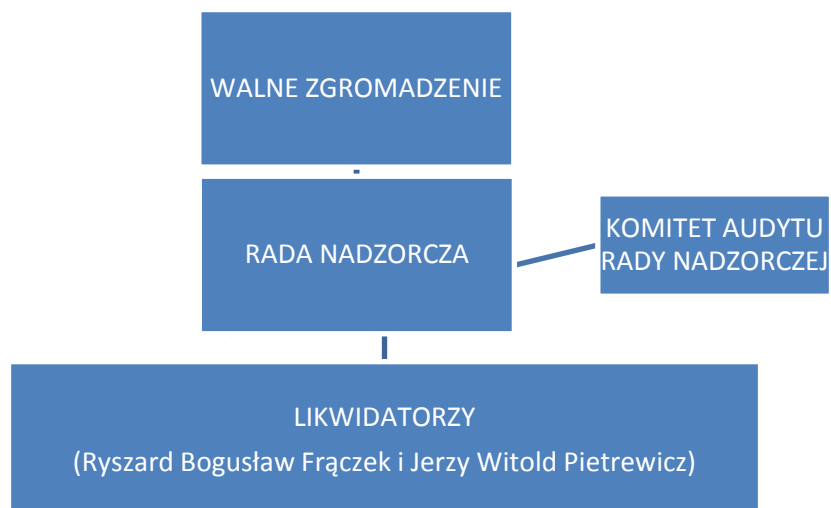 WALNE ZGROMADZENIE
RADA NADZORCZA
KOMITET AUDYTU
RADY NADZORCZEJ
LIKWIDATORZY
(Ryszard Bogusław Frączek i Jerzy Witold Pietrewicz)